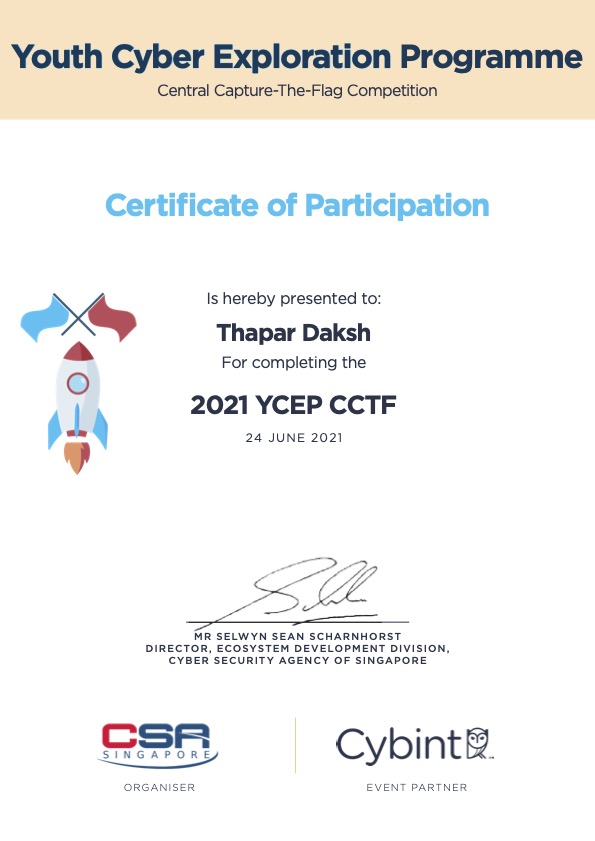 Youth Cyber Exploration Programme
Central Capture-The-Flag Competition
Certificate of Participation
Is hereby presented to:
Thapar Daksh
For completing the
2021 YCEP CCTF
24 JUNE 2021
MR SELWYN SEAN SCHARNHORST
DIRECTOR, ECOSYSTEM DEVELOPMENT DIVISION,
CYBER SECURITY AGENCY OF SINGAPORE
CSA
SINGAPORE
ORGANISER
Cybint
EVENT PARTNER